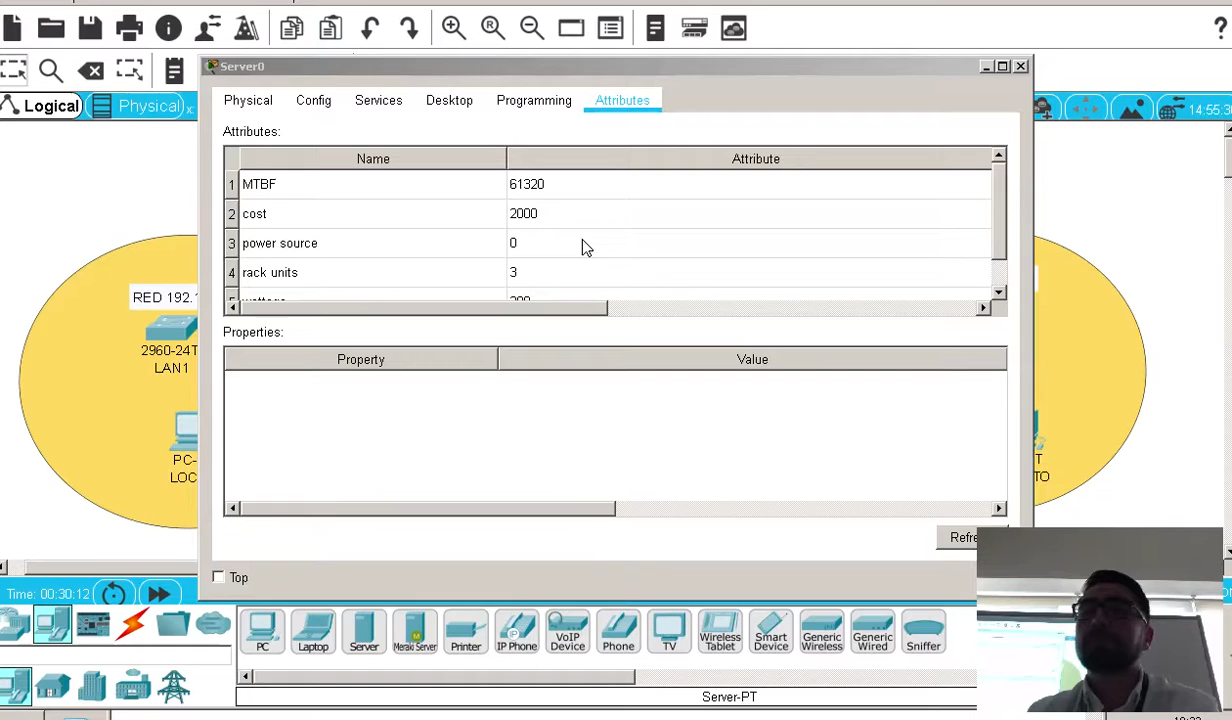 ?
Server0
Logical
Physical
x:
14:55:3
Physical
Config
Services
Desktop
Programming
Attributes
Attributes:
Name
Attribute
1
MTBF
61320
2
cost
2000
3
power source
0
4
rack units
3
Properties:
Property
Value
RED 192.1
2960-24T
LAN1
PC-
LOC
T
TO
Refre
Top
Time: 00:30:12
PC
Laptop
Server
Meraki Server
Printer
IP Phone
VoIP Device
Phone
TV
Wireless Tablet
Smart Device
Generic Wireless
Generic Wired
Sniffer
Server-PT